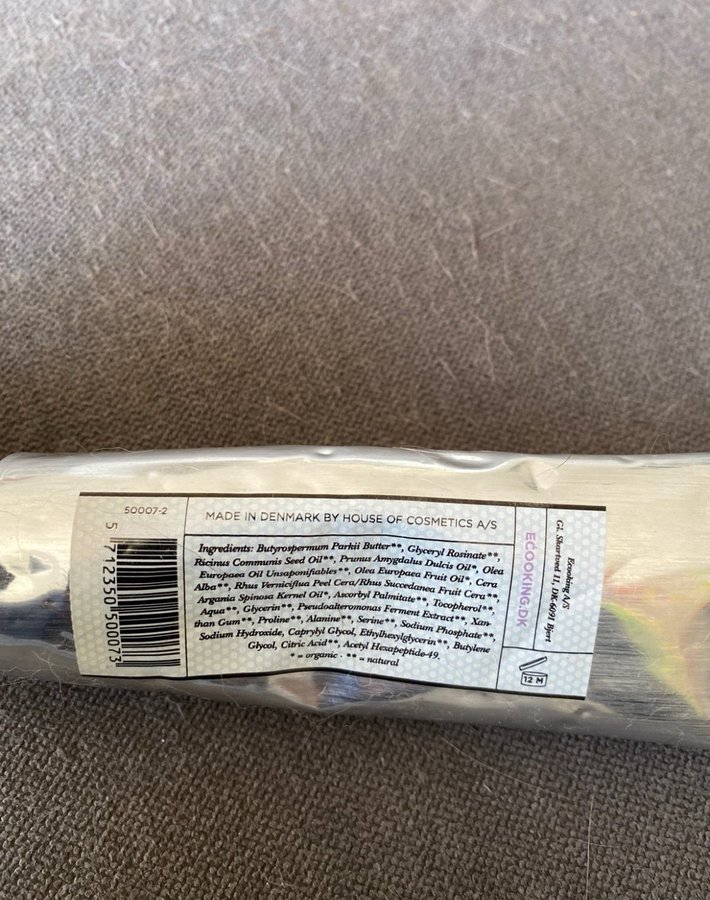 50007-2
5 712350 500073
MADE IN DENMARK BY HOUSE OF COSMETICS A/S
Ingredients: Butyrospermum Parkii Butter**, Glyceryl Rosinate**,
Ricinus Communis Seed Oil**, Prunus Amygdalus Dulcis Oil*, Olea
Europaea Oil Unsaponifiables**, Olea Europaea Fruit Oil*, Cera
Alba**, Rhus Verniciflua Peel Cera/Rhus Succedanea Fruit Cera**,
Argania Spinosa Kernel Oil*, Ascorbyl Palmitate**, Tocopherol**
Aqua**, Glycerin**, Pseudoalteromonas Ferment Extract**, Xan-
than Gum**, Proline**, Alanine**, Serine**, Sodium Phosphate**,
Sodium Hydroxide, Caprylyl Glycol, Ethylhexylglycerin**, Butylene
Glycol, Citric Acid**, Acetyl Hexapeptide-49.
* = organic · ** = natural
ECOOKING.DK
Ecooking A/S
Gl. Skartved 11, DK-6091 Bjert
12 M